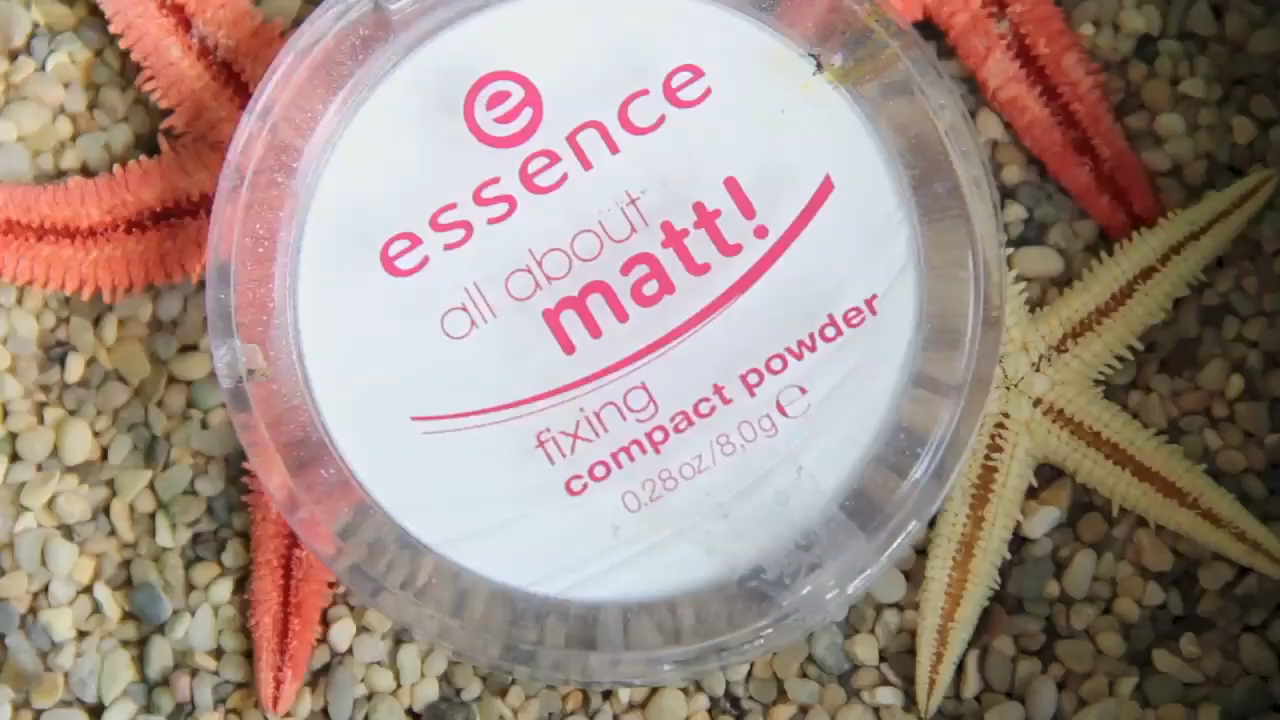 e
essence
all about
matt!
fixing
compact powder
0.28oz/8,0g ℮